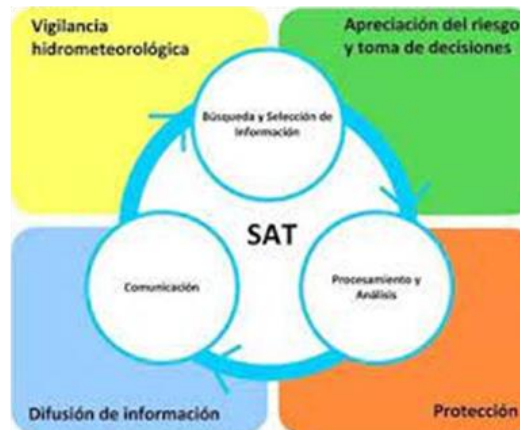 Vigilancia
hidrometeorológica
Apreciación del riesgo
y toma de decisiones
Búsqueda y Selección de
Información
SAT
Comunicación
Procesamiento y
Análisis
Difusión de información
Protección